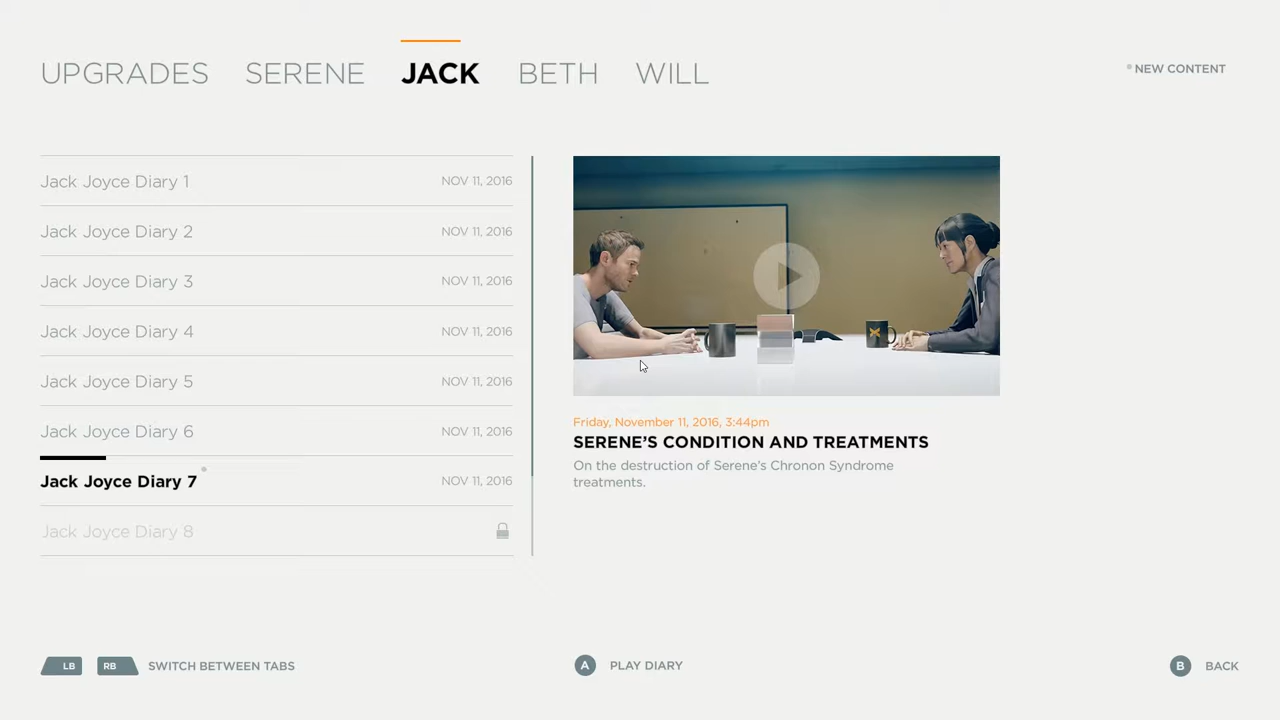 UPGRADES SERENE JACK BETH WILL
NEW CONTENT
Jack Joyce Diary 1 NOV 11, 2016
Jack Joyce Diary 2 NOV 11, 2016
Jack Joyce Diary 3 NOV 11, 2016
Jack Joyce Diary 4 NOV 11, 2016
Jack Joyce Diary 5 NOV 11, 2016
Jack Joyce Diary 6 NOV 11, 2016
Jack Joyce Diary 7 NOV 11, 2016
Jack Joyce Diary 8
Friday, November 11, 2016, 3:44pm
SERENE'S CONDITION AND TREATMENTS
On the destruction of Serene's Chronon Syndrome
treatments.
LB RB SWITCH BETWEEN TABS
A PLAY DIARY
B BACK